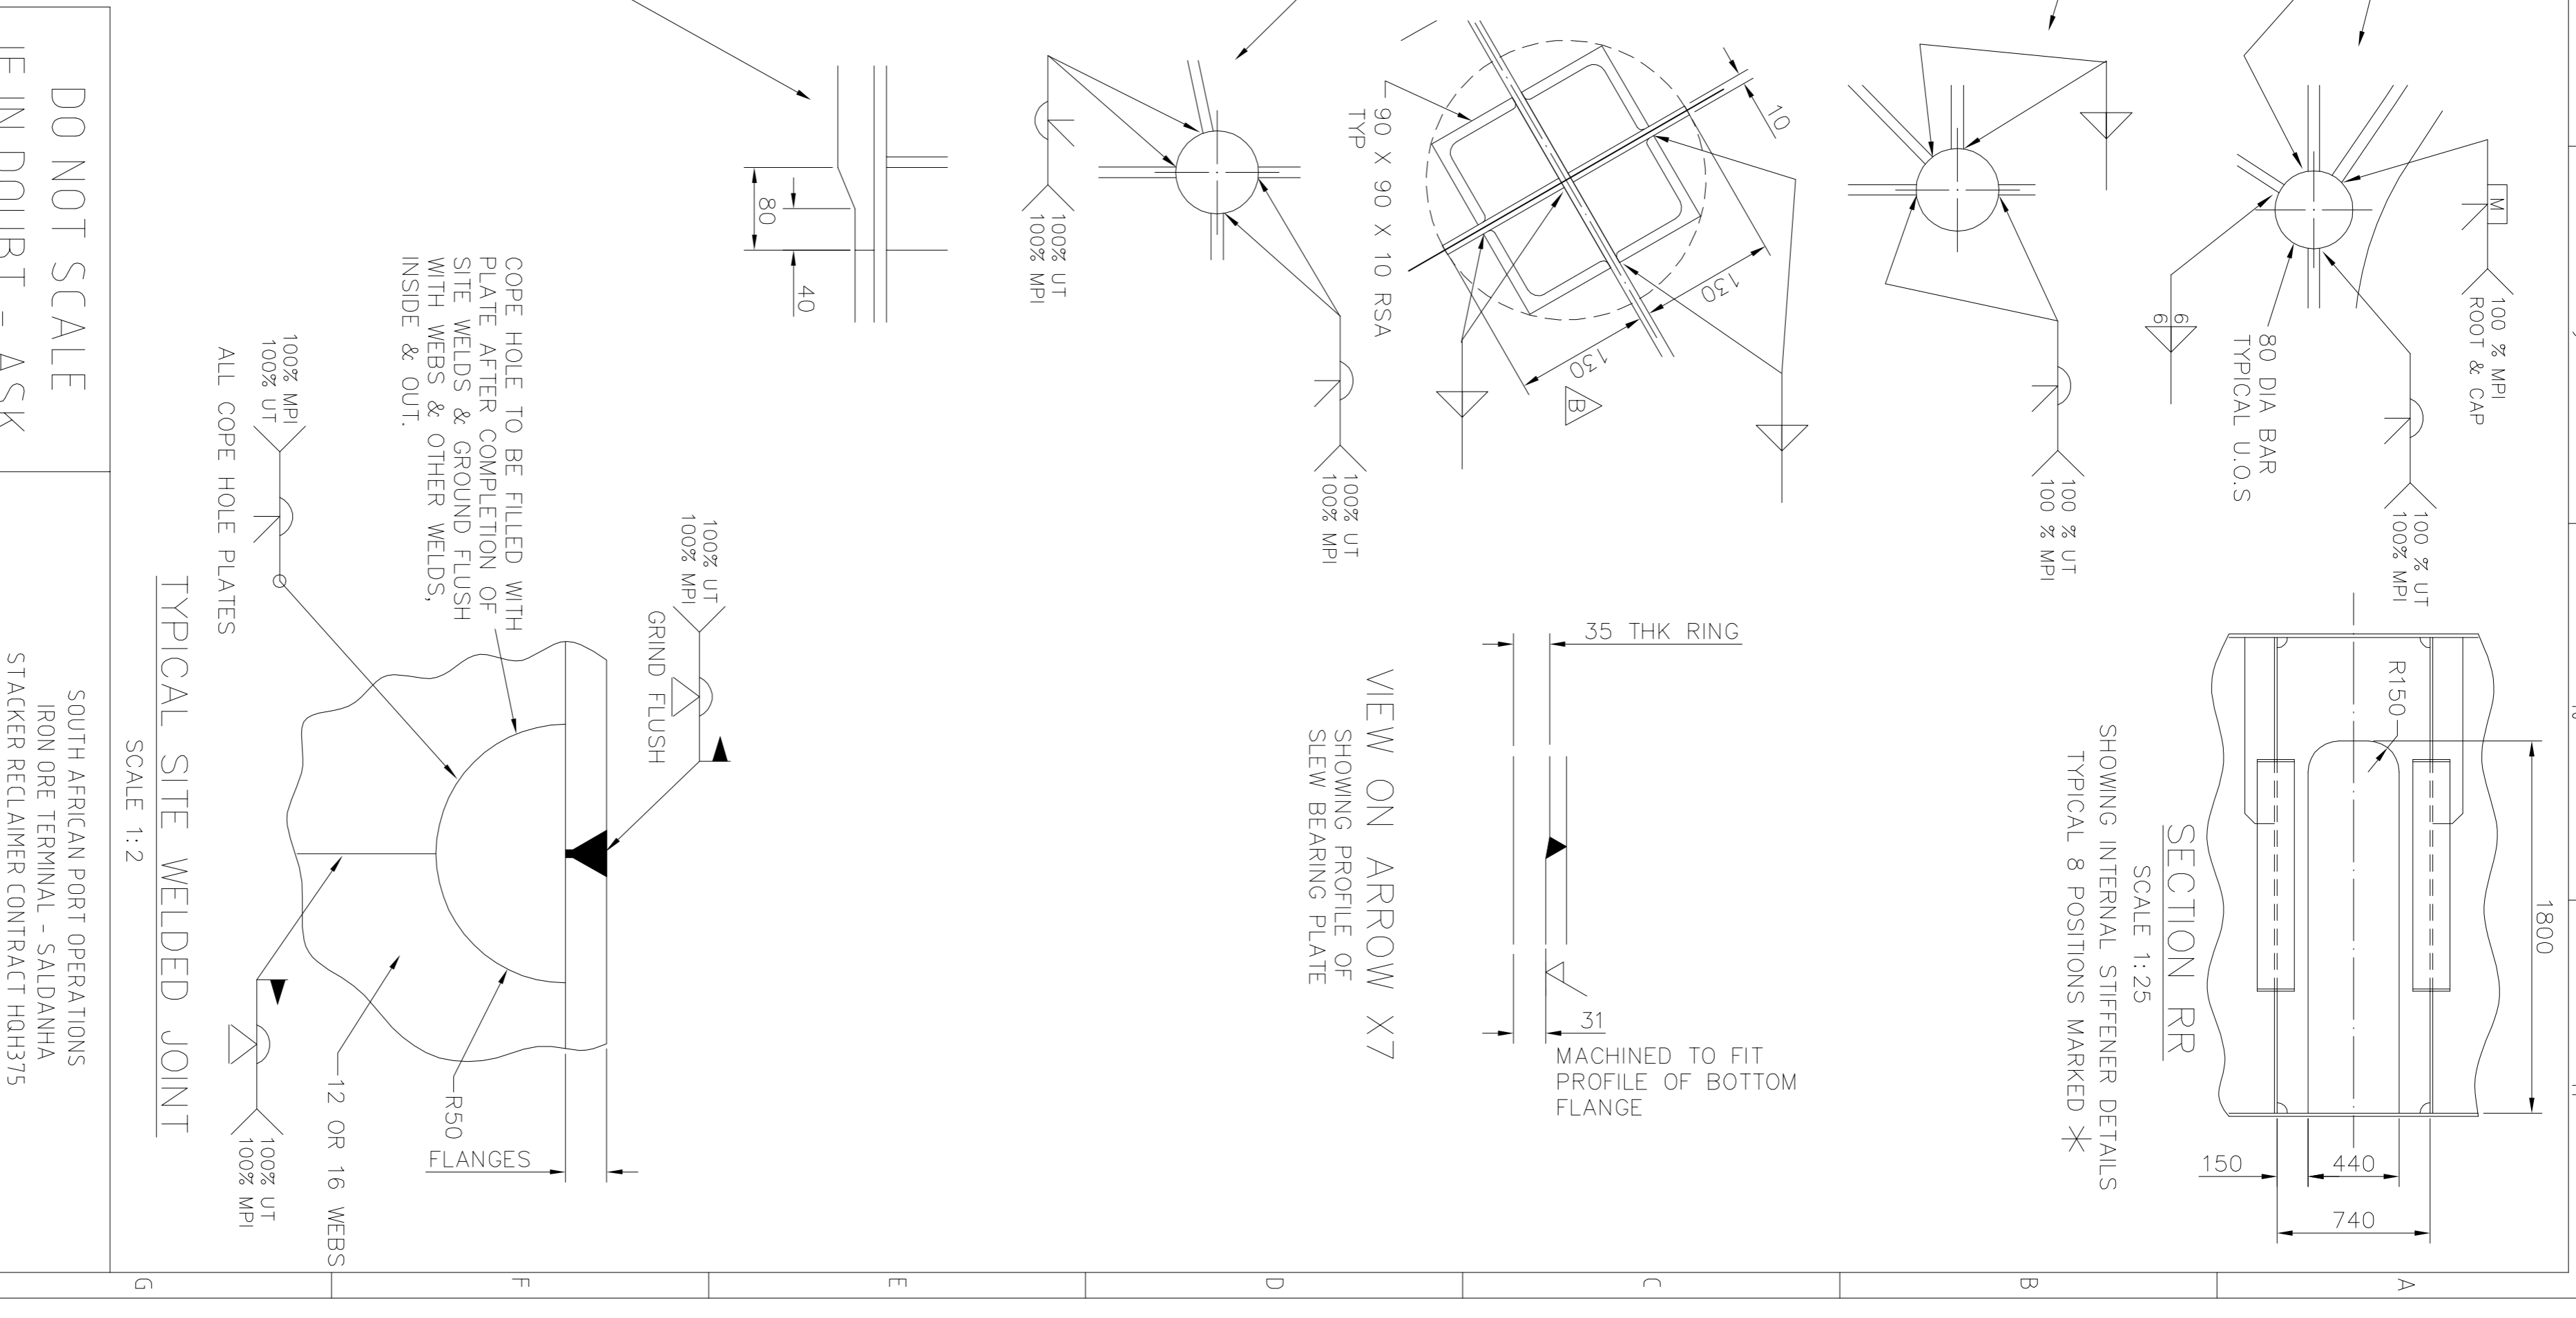 M
100 % MPI
ROOT & CAP
100 % UT
100% MPI
80 DIA BAR
TYPICAL U.O.S
6
6
100 % UT
100 % MPI
10
130
130
B
90 X 90 X 10 RSA
TYP
100% UT
100% MPI
100% UT
100% MPI
80
40
1800
R150
150
440
740
SECTION RR
SCALE 1:25
SHOWING INTERNAL STIFFENER DETAILS
TYPICAL 8 POSITIONS MARKED
35 THK RING
31
MACHINED TO FIT
PROFILE OF BOTTOM
FLANGE
VIEW ON ARROW X7
SHOWING PROFILE OF
SLEW BEARING PLATE
100% UT
100% MPI
GRIND FLUSH
COPE HOLE TO BE FILLED WITH
PLATE AFTER COMPLETION OF
SITE WELDS & GROUND FLUSH
WITH WEBS & OTHER WELDS,
INSIDE & OUT.
100% MPI
100% UT
ALL COPE HOLE PLATES
FLANGES
R50
12 OR 16 WEBS
100% UT
100% MPI
TYPICAL SITE WELDED JOINT
SCALE 1:2
DO NOT SCALE
IF IN DOUBT - ASK
SOUTH AFRICAN PORT OPERATIONS
IRON ORE TERMINAL - SALDANHA
STACKER RECLAIMER CONTRACT HQH375
A
B
C
D
E
F
G